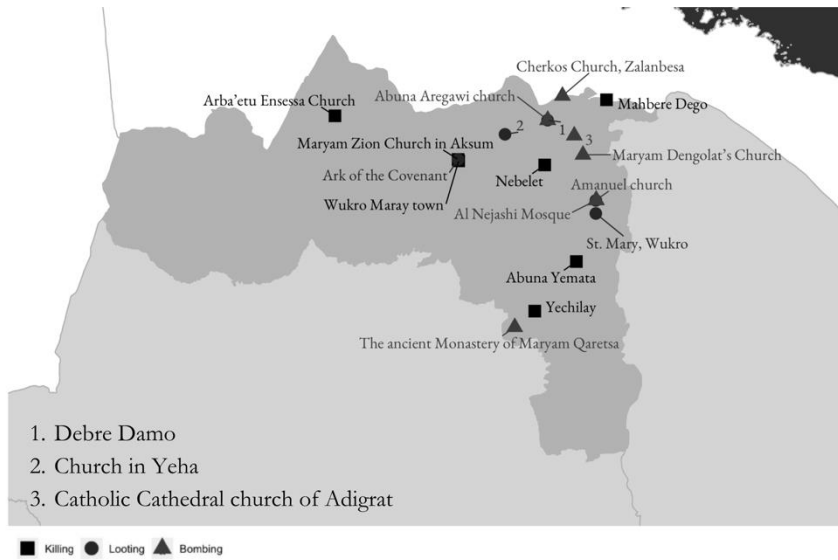 Cherkos Church, Zalanbesa
Abuna Aregawi church
Mahbere Dego
Arba’etu Ensessa Church
2
1
3
Maryam Zion Church in Aksum
Maryam Dengolat’s Church
Ark of the Covenant
Nebelet
Amanuel church
Wukro Maray town
Al Nejashi Mosque
St. Mary, Wukro
Abuna Yemata
Yechilay
The ancient Monastery of Maryam Qaretsa
1. Debre Damo
2. Church in Yeha
3. Catholic Cathedral church of Adigrat
Killing Looting Bombing